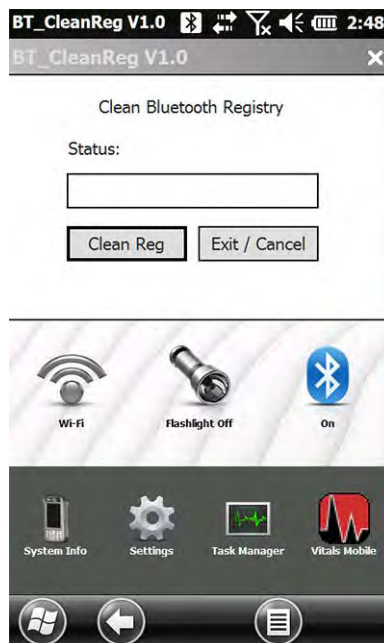 BT_CleanReg V1.0 2:48
BT_CleanReg V1.0
Clean Bluetooth Registry
Status:
Clean Reg Exit / Cancel
Wi-Fi Flashlight Off On
System Info Settings Task Manager Vitals Mobile